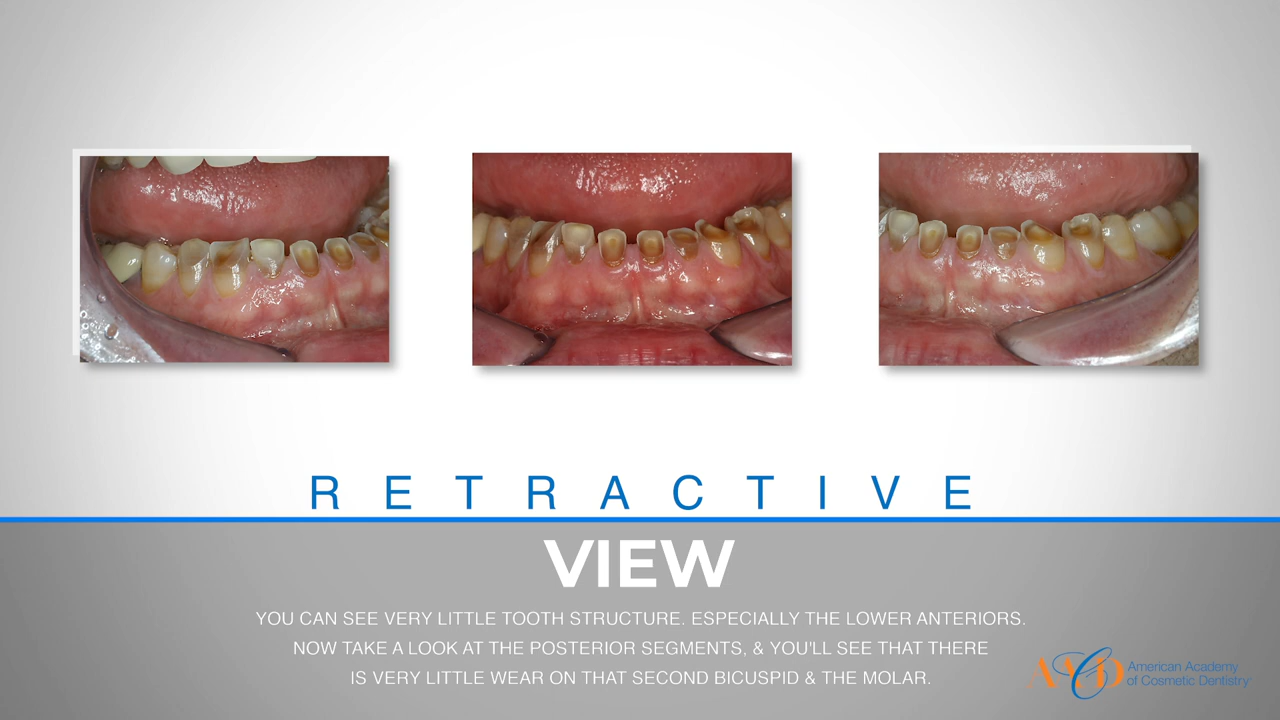 RETRACTIVE
VIEW
YOU CAN SEE VERY LITTLE TOOTH STRUCTURE. ESPECIALLY THE LOWER ANTERIORS.
NOW TAKE A LOOK AT THE POSTERIOR SEGMENTS, & YOU'LL SEE THAT THERE
IS VERY LITTLE WEAR ON THAT SECOND BICUSPID & THE MOLAR.
AACD
American Academy
of Cosmetic Dentistry